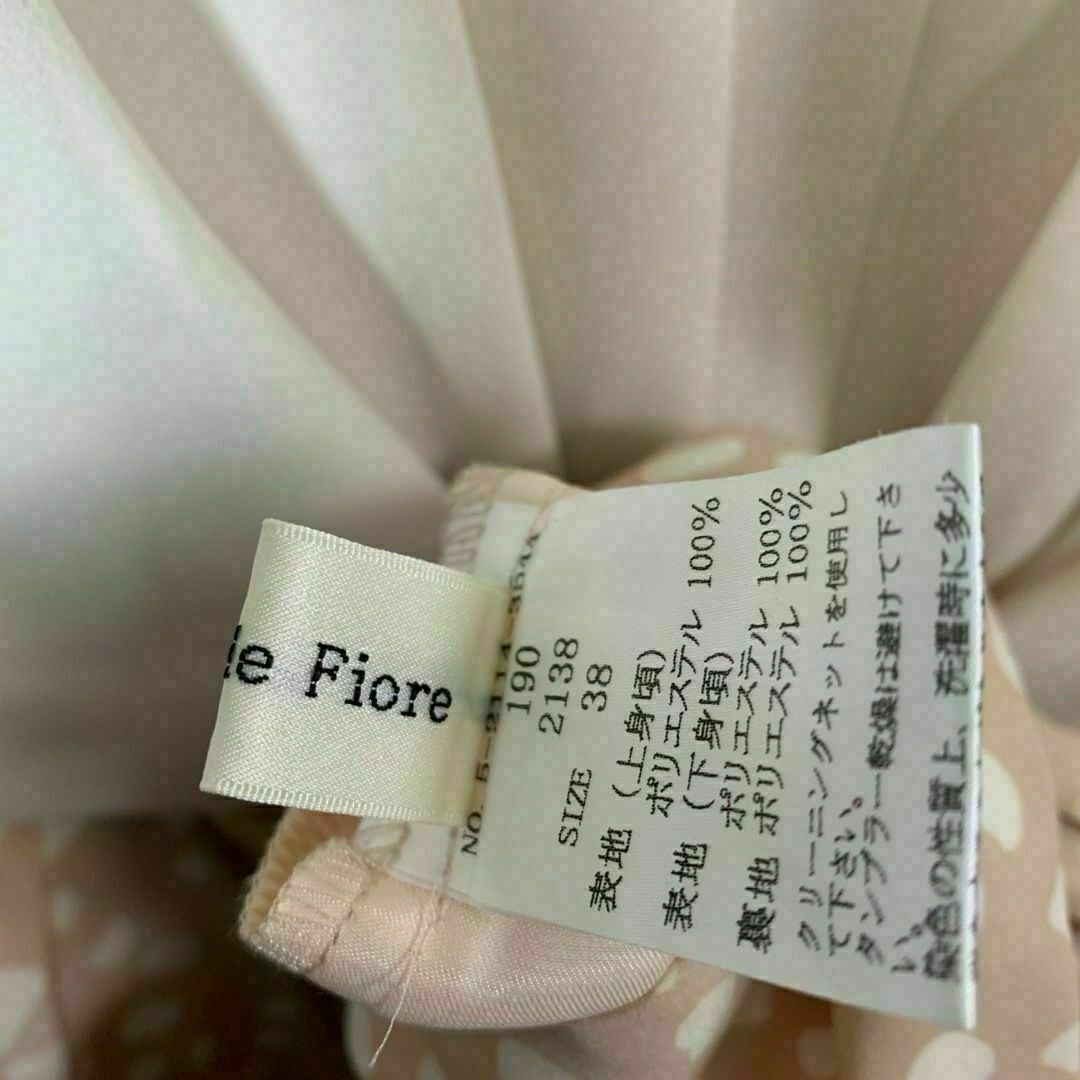 de Fiore
No. 5-2114-3544
190
2138
SIZE 38
表地 (上身頃)
ポリエステル 100%
表地 (下身頃)
ポリエステル 100%
裏地 ポリエステル 100%
クリーニングネットを使用し
て下さい。
タンブラー乾燥は避けて下さ
い。
染色の性質上、洗濯時に多少